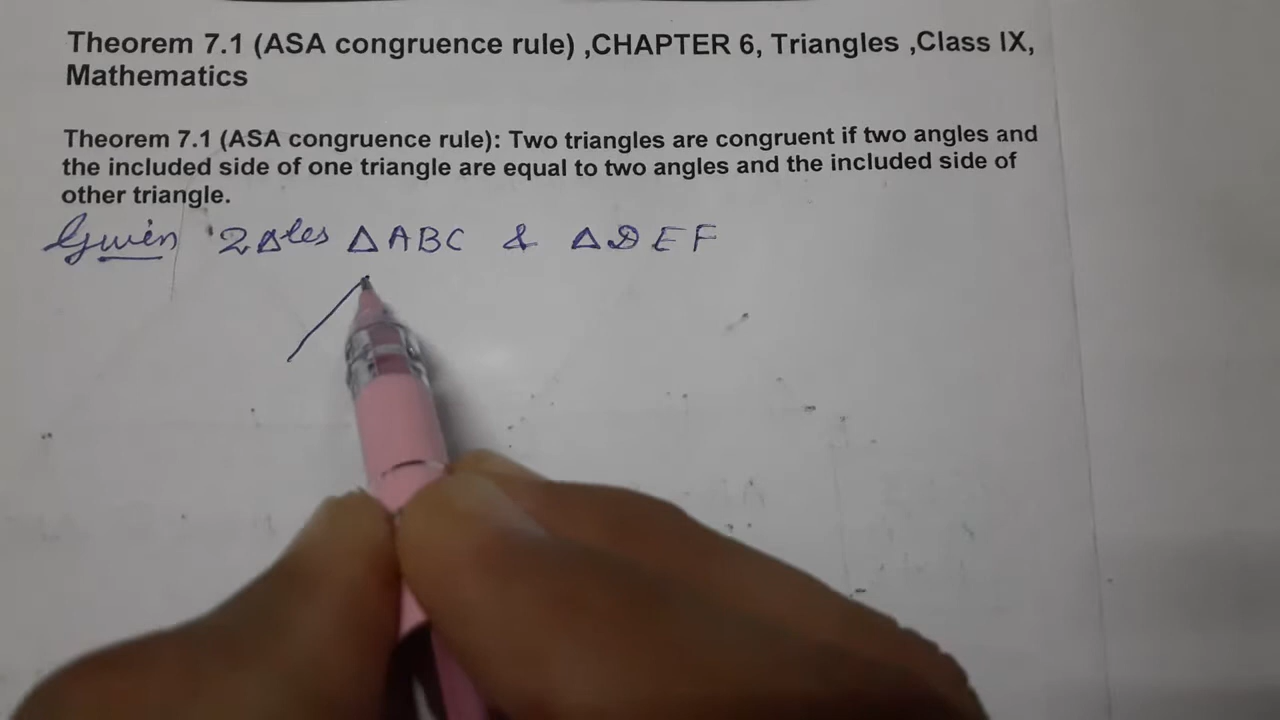 Theorem 7.1 (ASA congruence rule) ,CHAPTER 6, Triangles ,Class IX,
Mathematics
Theorem 7.1 (ASA congruence rule): Two triangles are congruent if two angles and
the included side of one triangle are equal to two angles and the included side of
other triangle.
Given 2 Δles Δ ABC & Δ DEF